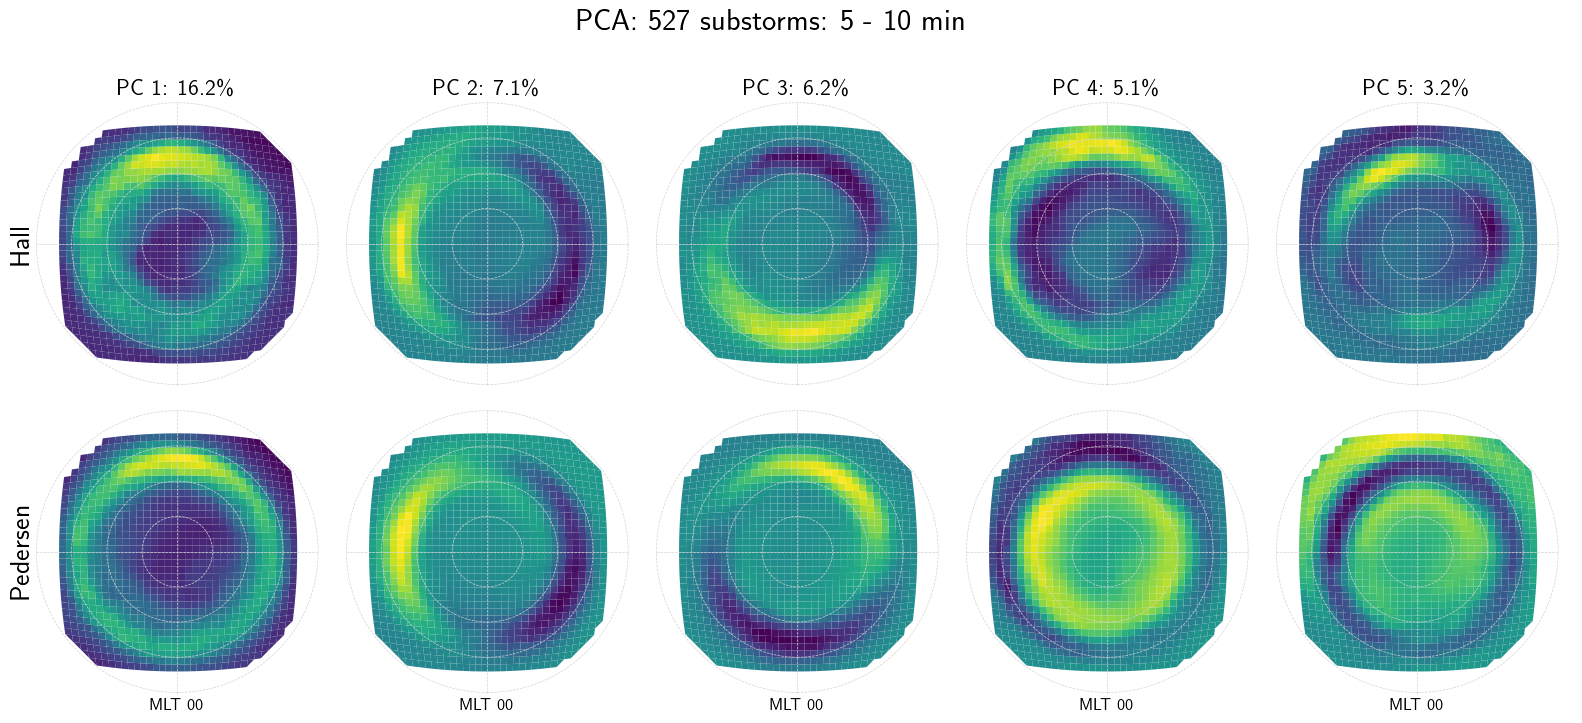 PCA: 527 substorms: 5 - 10 min
PC 1: 16.2%
PC 2: 7.1%
PC 3: 6.2%
PC 4: 5.1%
PC 5: 3.2%
Hall
Pedersen
MLT 00
MLT 00
MLT 00
MLT 00
MLT 00